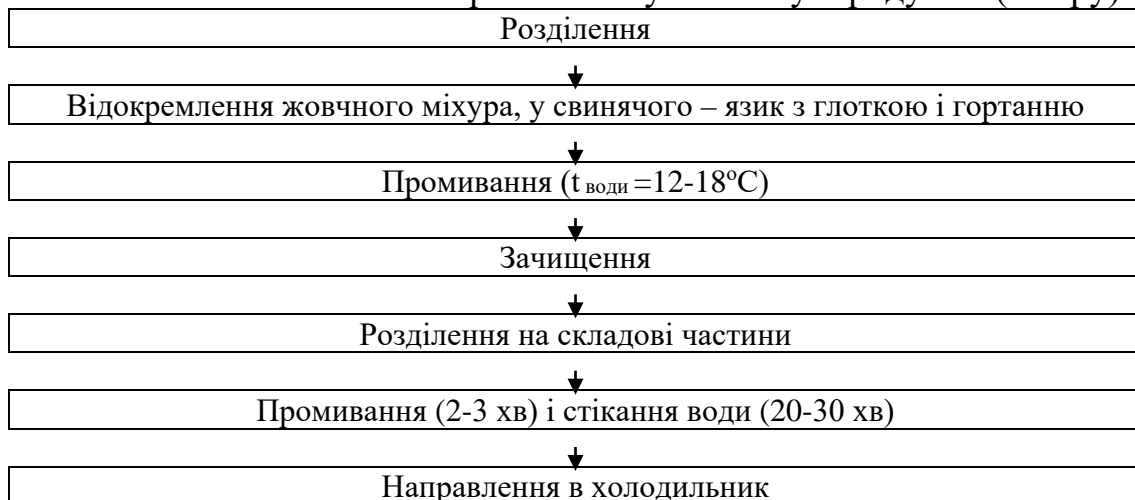 Розділення
Відокремлення жовчного міхура, у свинячого – язик з глоткою і гортанню
Промивання (t води =12-18ºС)
Зачищення
Розділення на складові частини
Промивання (2-3 хв) і стікання води (20-30 хв)
Направлення в холодильник